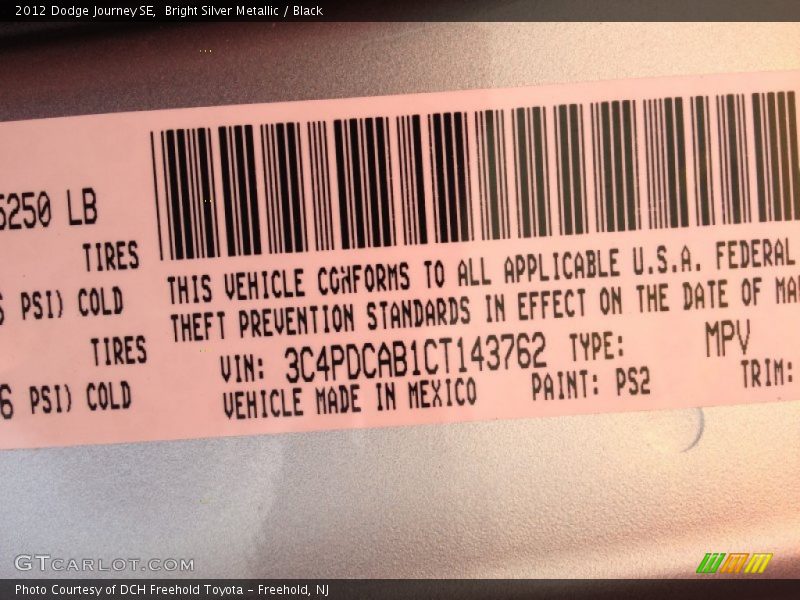 2012 Dodge Journey SE,  Bright Silver Metallic / Black
5250 LB
TIRES
PSI) COLD
TIRES
6 PSI) COLD
THIS VEHICLE CONFORMS TO ALL APPLICABLE U.S.A. FEDERAL
THEFT PREVENTION STANDARDS IN EFFECT ON THE DATE OF MA
VIN: 3C4PDCAB1CT143762 TYPE: MPV
VEHICLE MADE IN MEXICO PAINT: PS2 TRIM:
GTCARLOT.COM
Photo Courtesy of DCH Freehold Toyota - Freehold, NJ